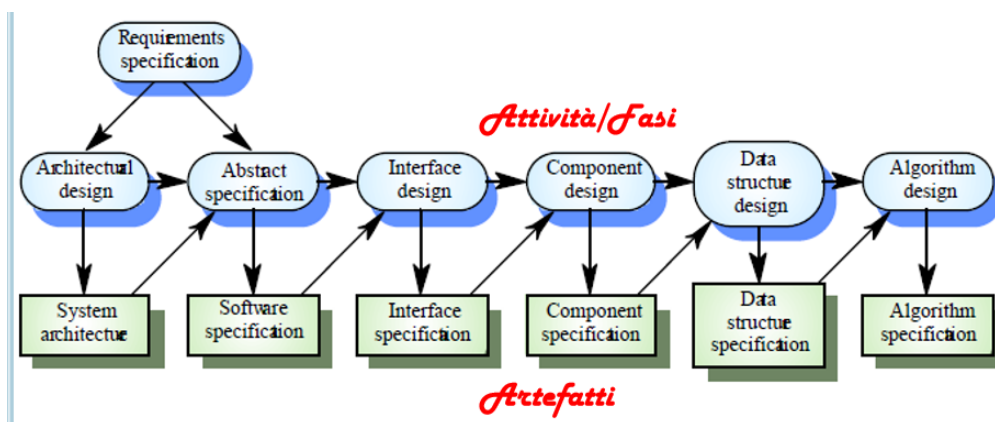 Requirements
specification
Attività/Fasi
Architectural
design
Abstract
specification
Interface
design
Component
design
Data
structure
design
Algorithm
design
System
architecture
Software
specification
Interface
specification
Component
specification
Data
structure
specification
Algorithm
specification
Artefatti